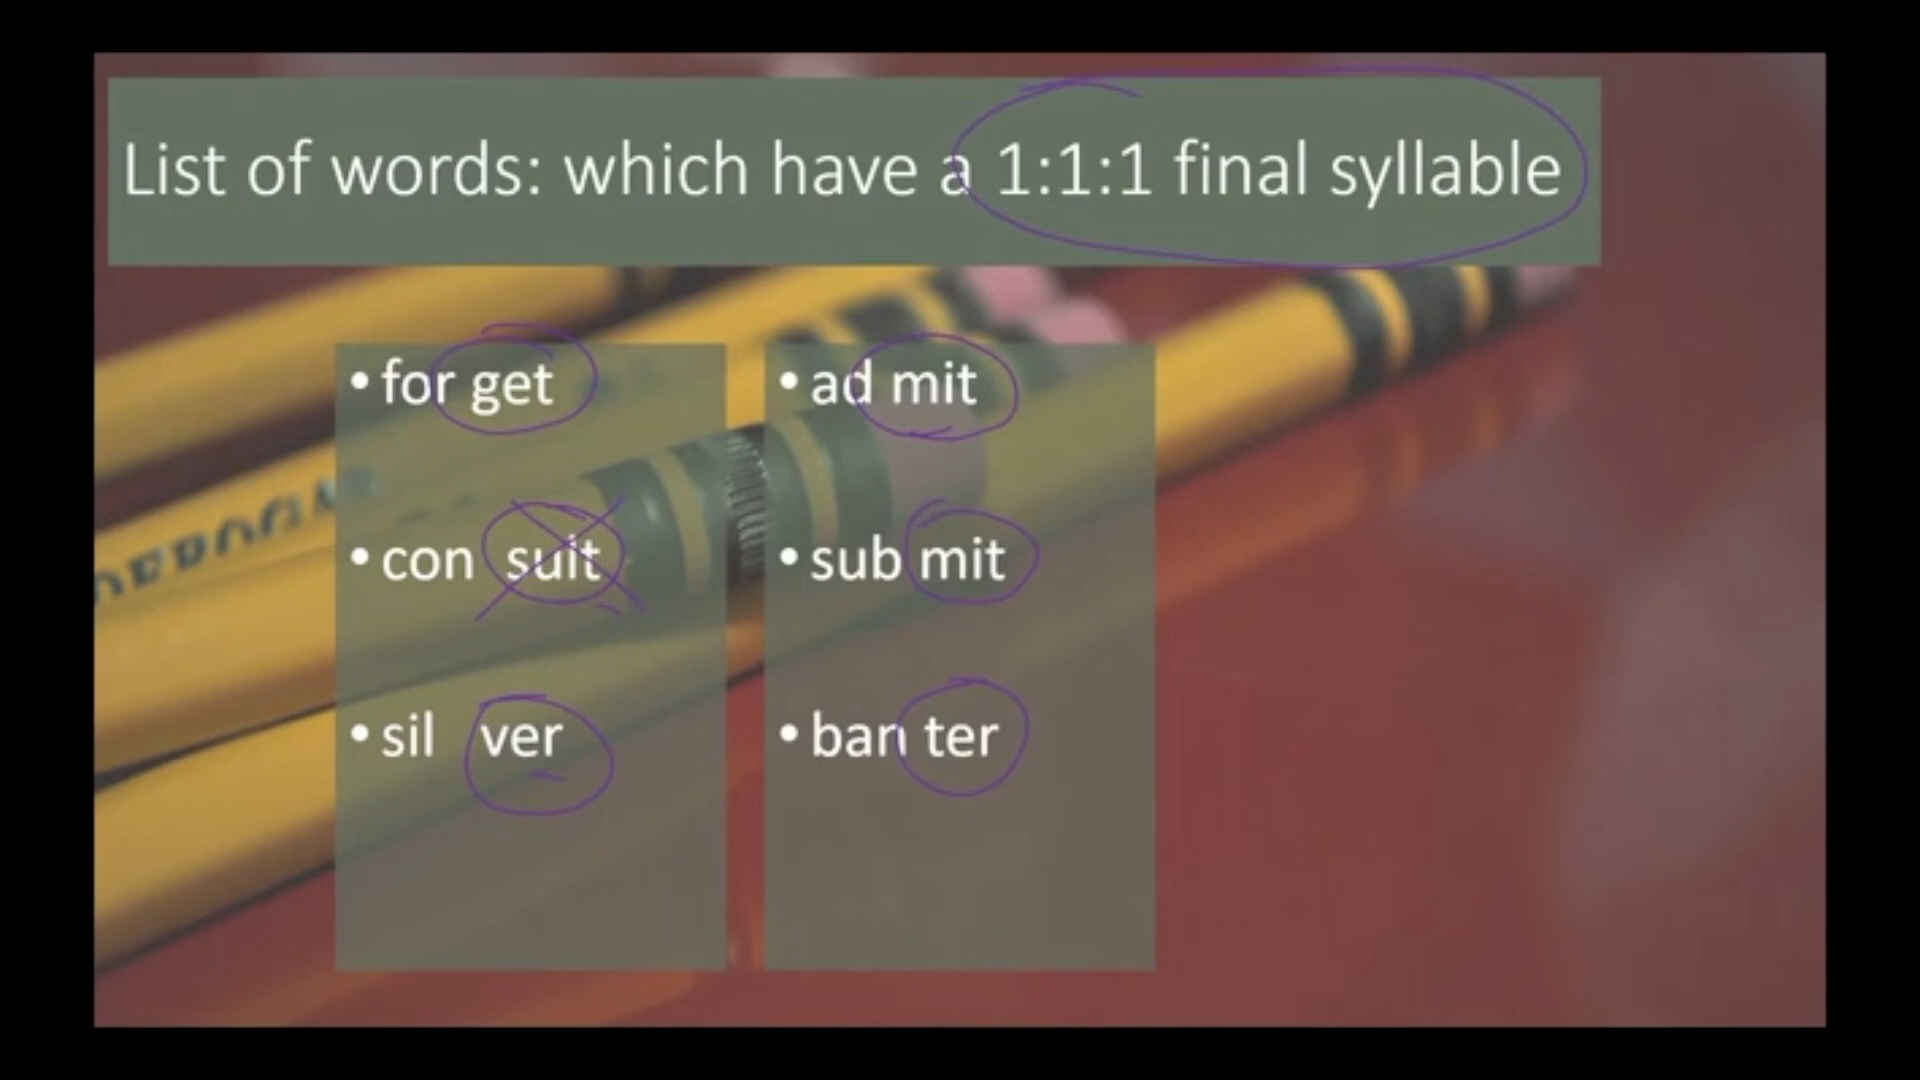 List of words: which have a 1:1:1 final syllable
• for get
• con suit
• sil ver
• ad mit
• sub mit
• ban ter